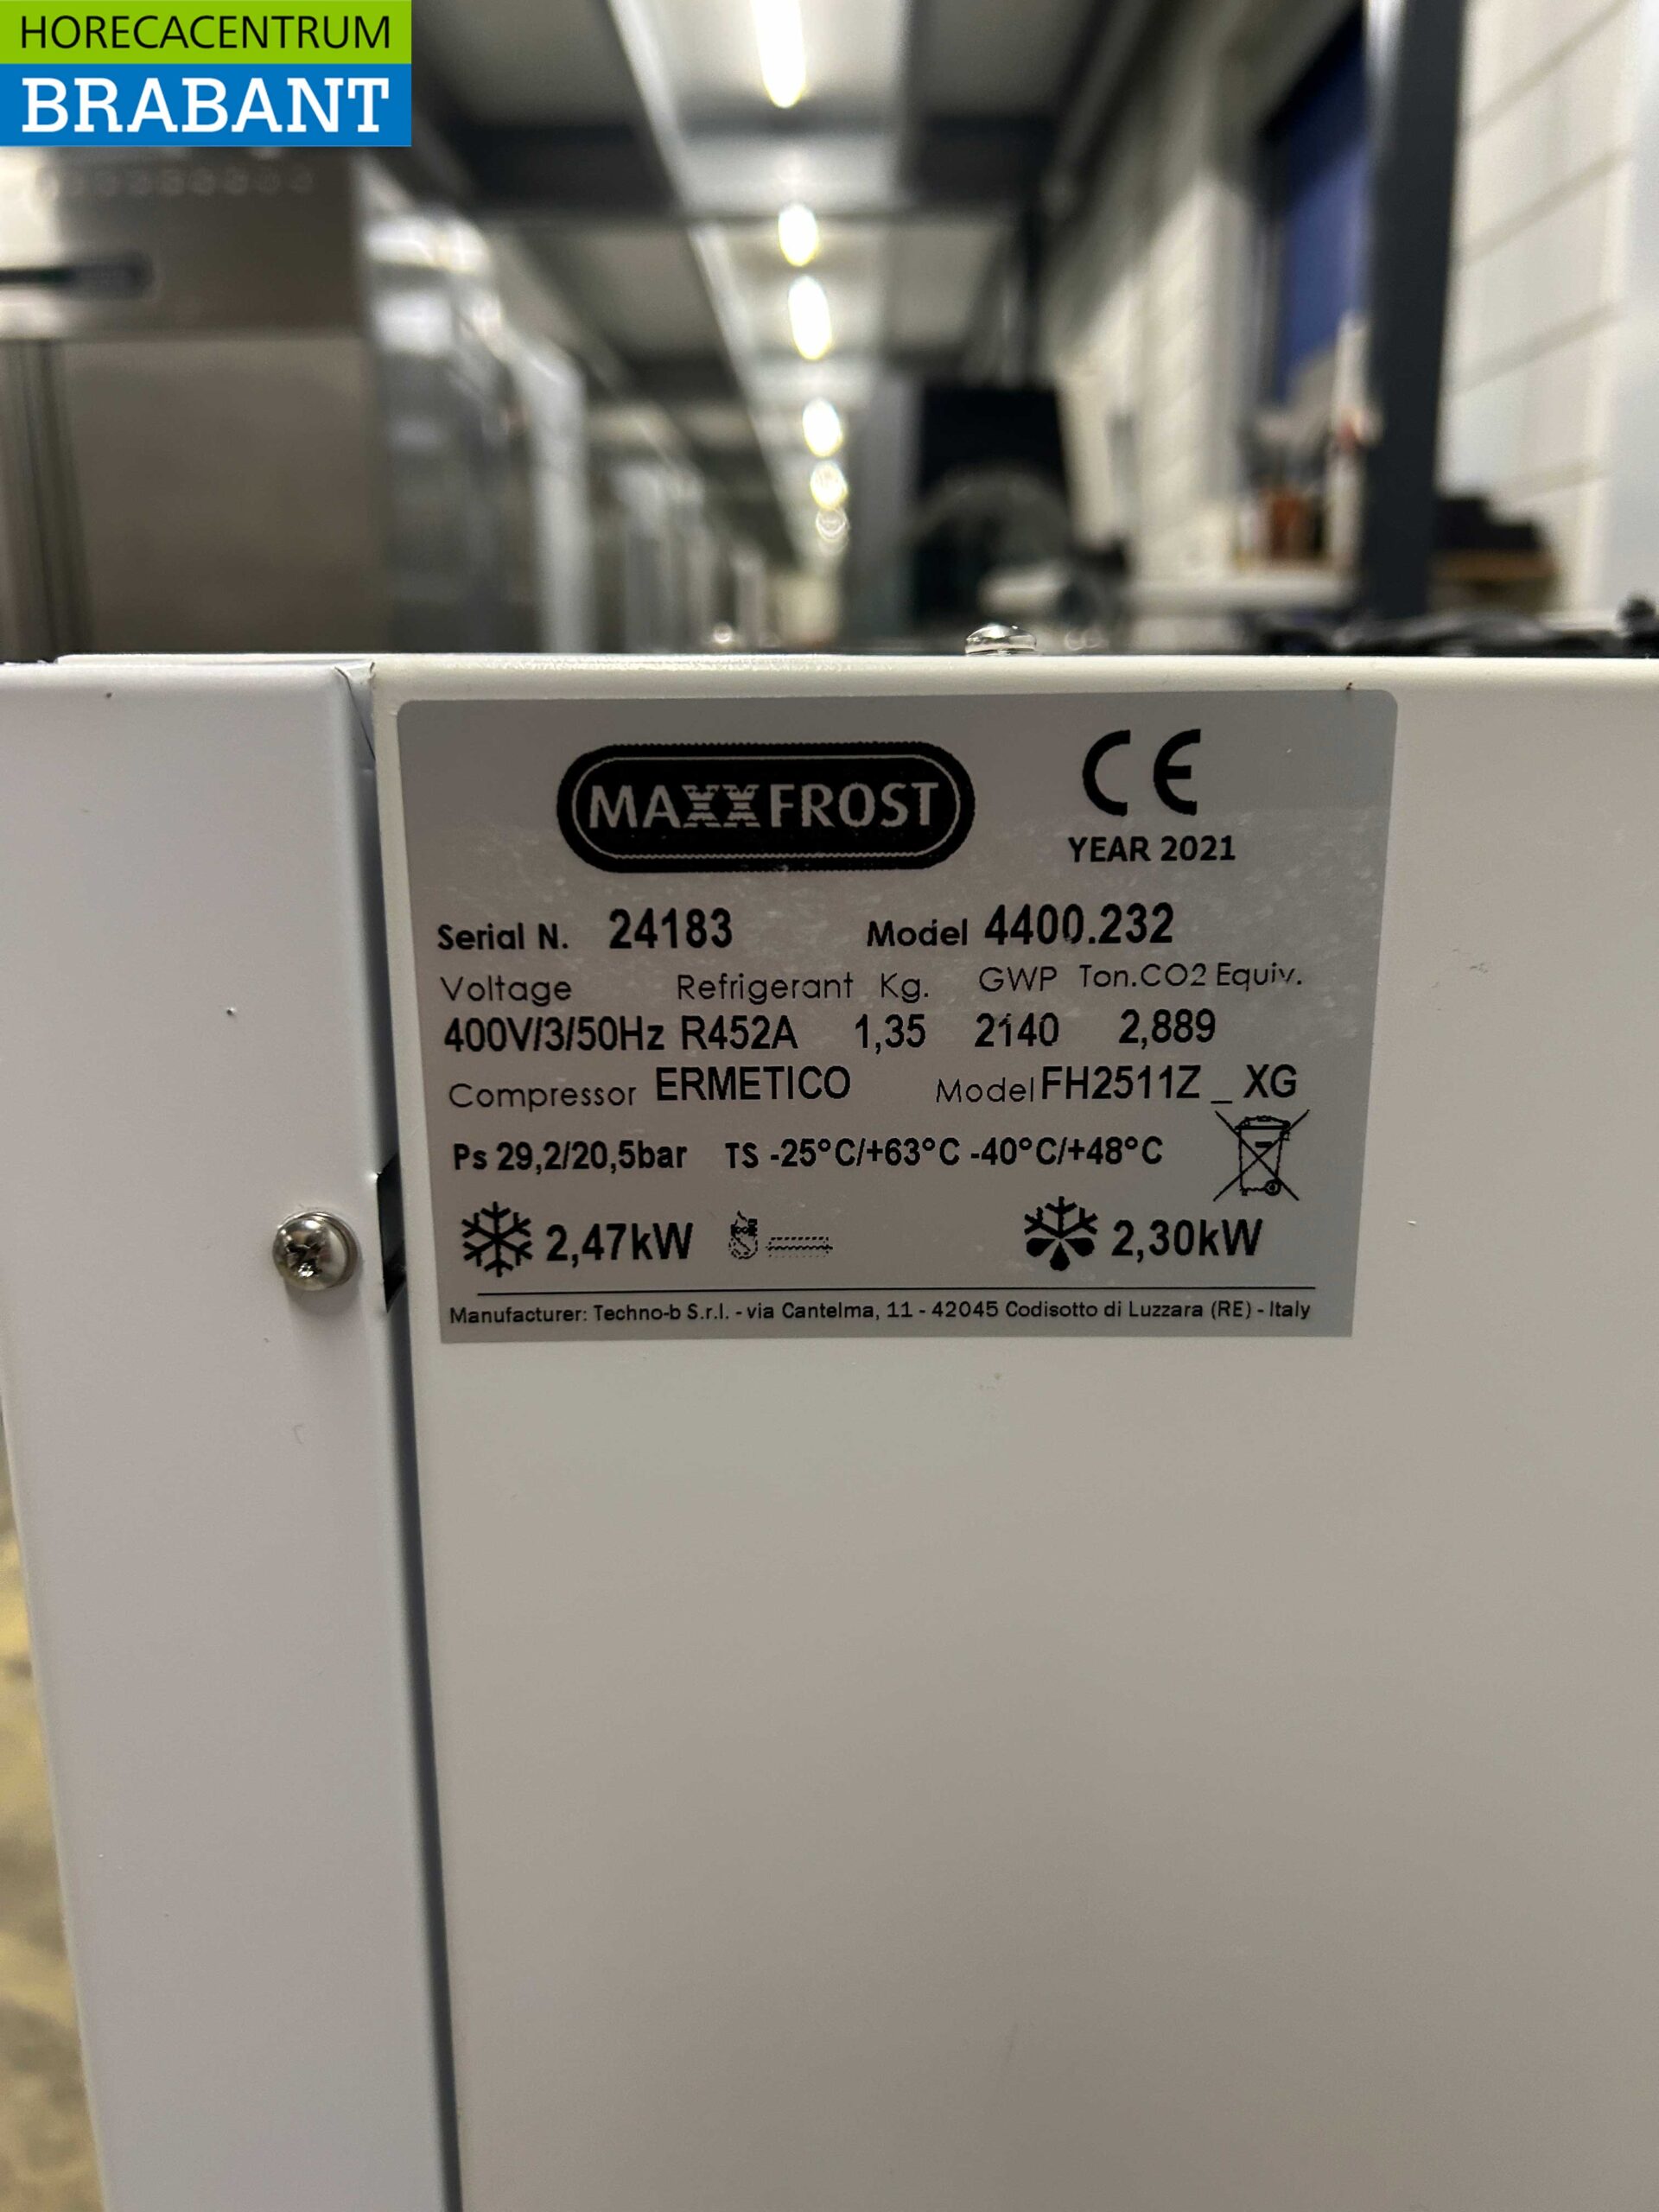 HORECACENTRUM
BRABANT
MAXXFROST
CE
YEAR 2021
Serial N. 24183 Model 4400.232
Voltage Refrigerant Kg. GWP Ton.CO2 Equiv.
400V/3/50Hz R452A 1,35 2140 2,889
Compressor ERMETICO Model FH2511Z_XG
Ps 29,2/20,5bar TS -25°C/+63°C -40°C/+48°C
2,47kW 2,30kW
Manufacturer: Techno-b S.r.l. - via Cantelma, 11 - 42045 Codisotto di Luzzara (RE) - Italy